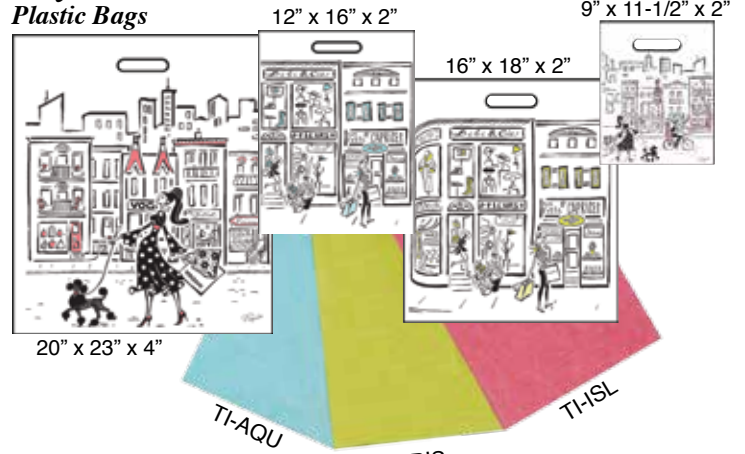 Plastic Bags
12” x 16” x 2”
9” x 11-1/2” x 2”
16” x 18” x 2”
VOG
20” x 23” x 4”
TI-AQU
TI-ISL